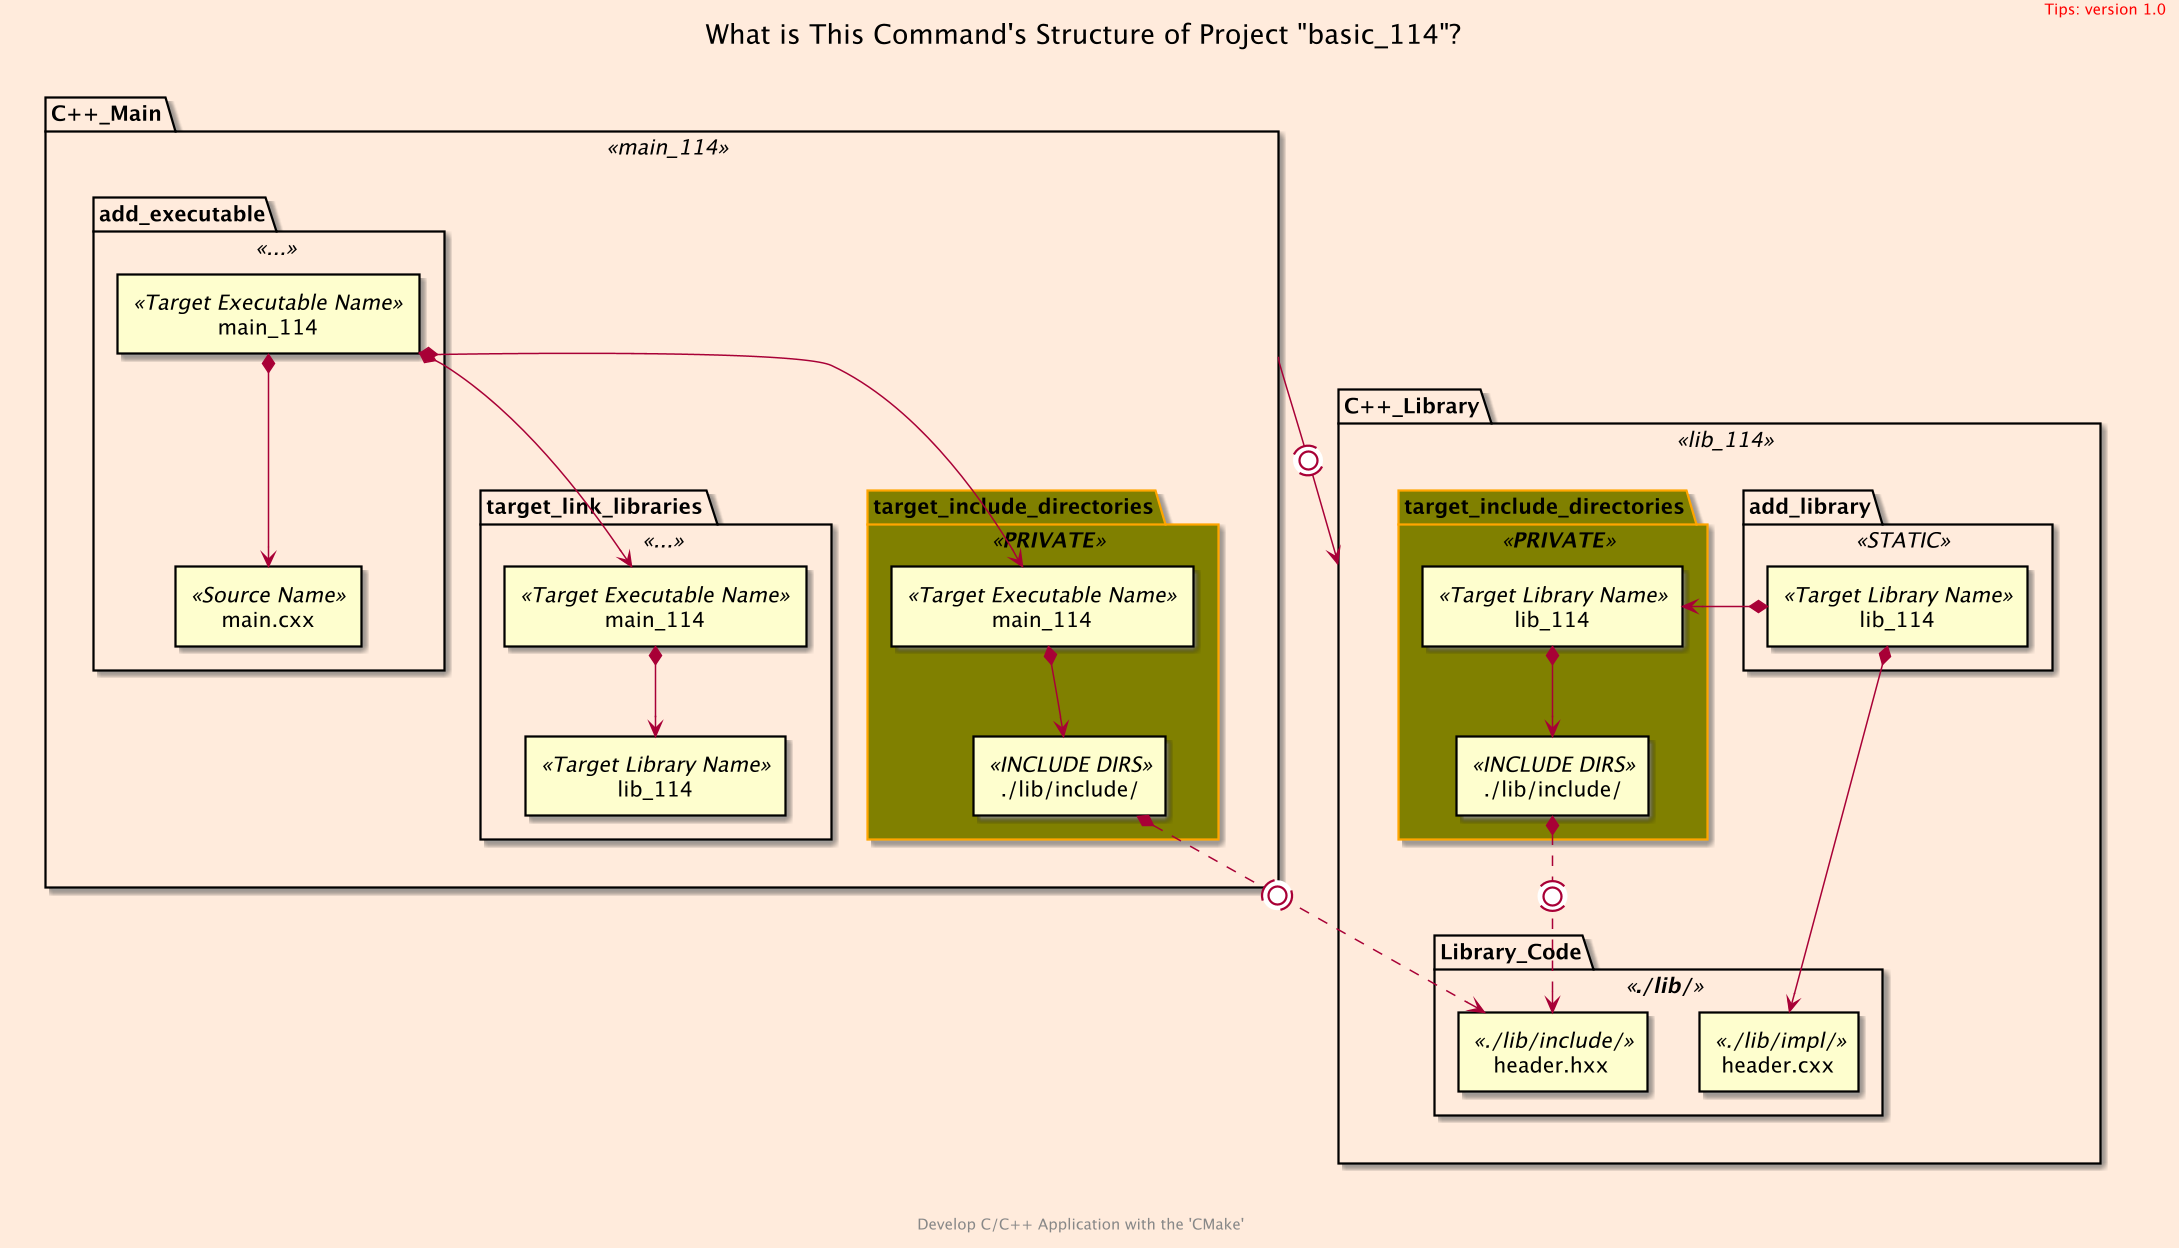 Tips: version 1.0
What is This Command's Structure of Project "basic_114"?
C++_Main
«main_114»
add_executable
«...»
«Target Executable Name»
main_114
«Source Name»
main.cxx
target_link_libraries
«...»
«Target Executable Name»
main_114
«Target Library Name»
lib_114
target_include_directories
«PRIVATE»
«Target Executable Name»
main_114
«INCLUDE DIRS»
./lib/include/
C++_Library
«lib_114»
target_include_directories
«PRIVATE»
«Target Library Name»
lib_114
«INCLUDE DIRS»
./lib/include/
add_library
«STATIC»
«Target Library Name»
lib_114
Library_Code
«./lib/»
«./lib/include/»
header.hxx
«./lib/impl/»
header.cxx
Develop C/C++ Application with the 'CMake'